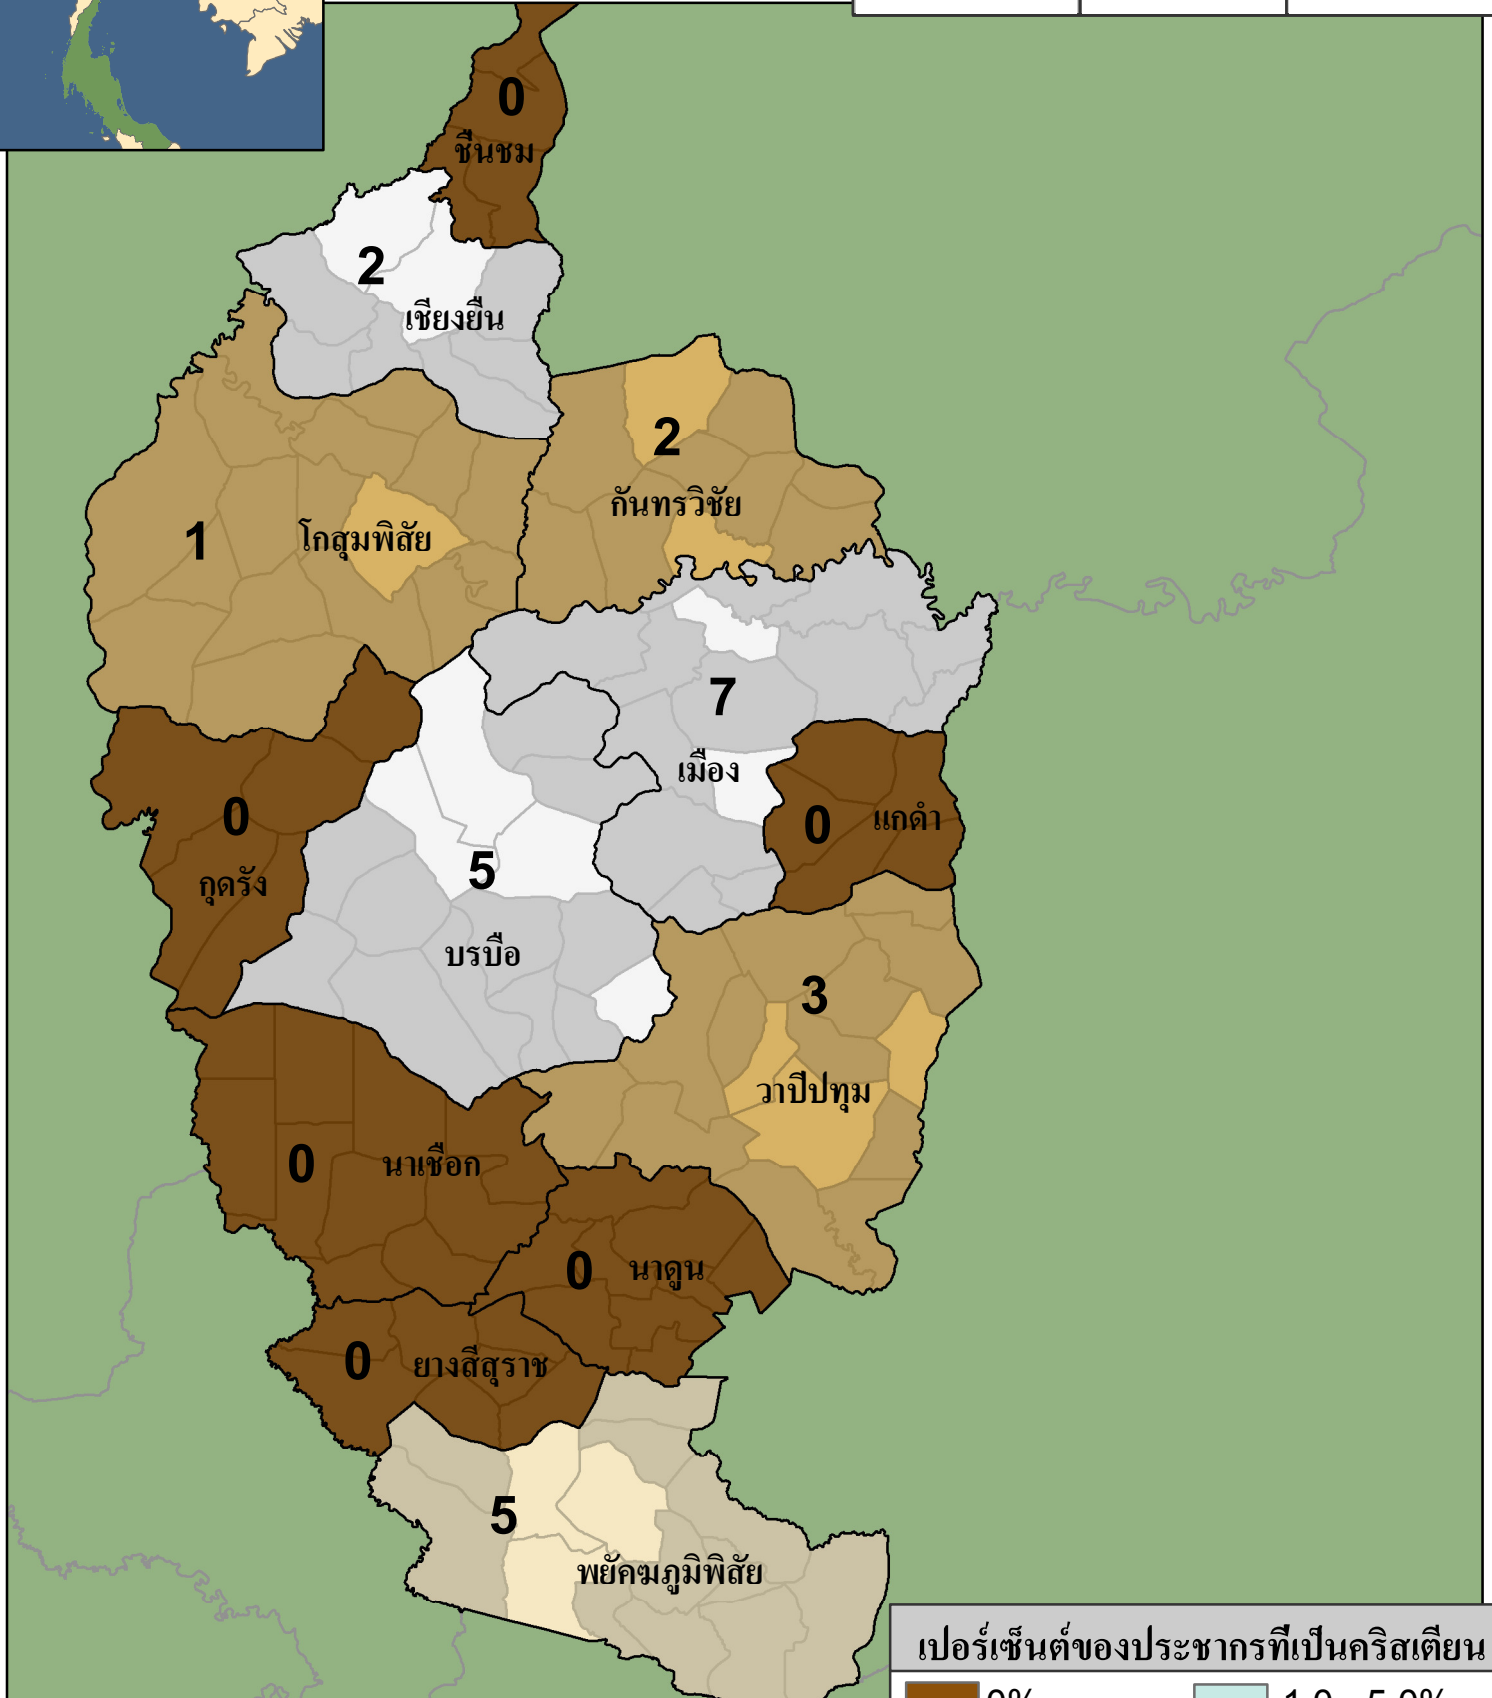 0
ชื่นชม
2
เชียงยืน
2
กันทรวิชัย
1
โกสุมพิสัย
7
เมือง
0
แกดำ
0
กุดรัง
5
บรบือ
3
วาปีปทุม
0
นาเชือก
0
นาดูน
0
ยางสีสุราช
5
พยัคฆภูมิพิสัย
เปอร์เซ็นต์ของประชากรที่เป็นคริสเตียน